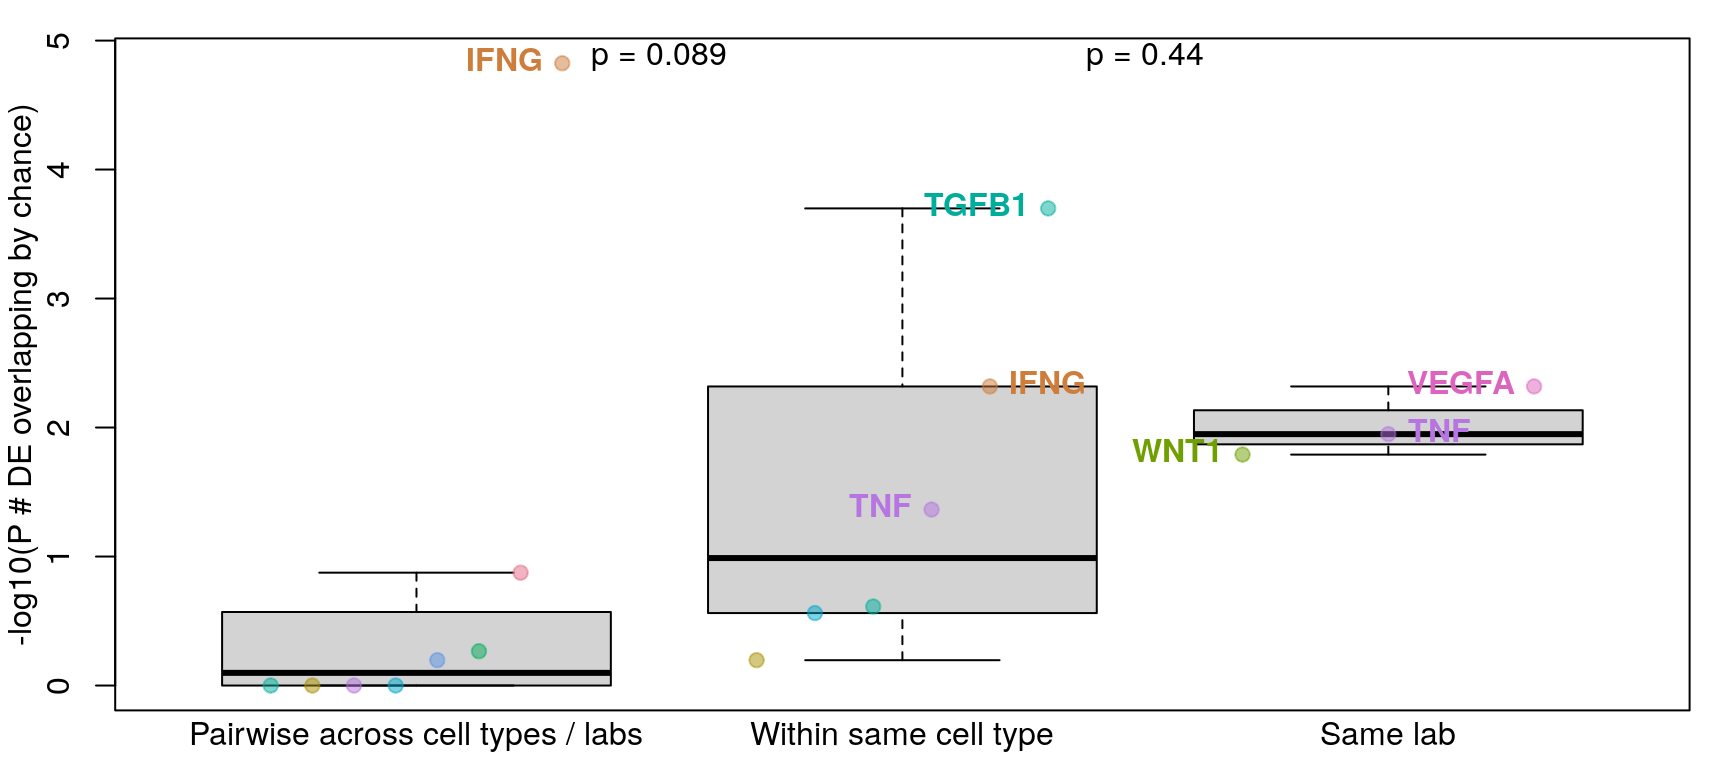 -log10(P # DE overlapping by chance)
5
4
3
2
1
0
IFNG
p = 0.089
p = 0.44
TGFB1
IFNG
VEGFA
TNF
WNT1
TNF
Pairwise across cell types / labs
Within same cell type
Same lab